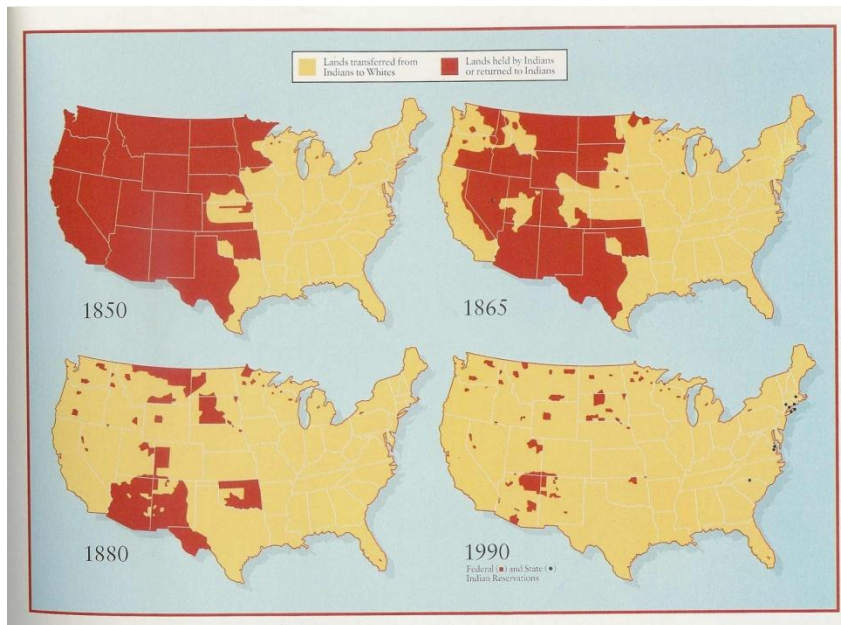 Lands transferred from
Indians to Whites
Lands held by Indians
or returned to Indians
1850
1865
1880
1990
Federal (■) and State (●)
Indian Reservations